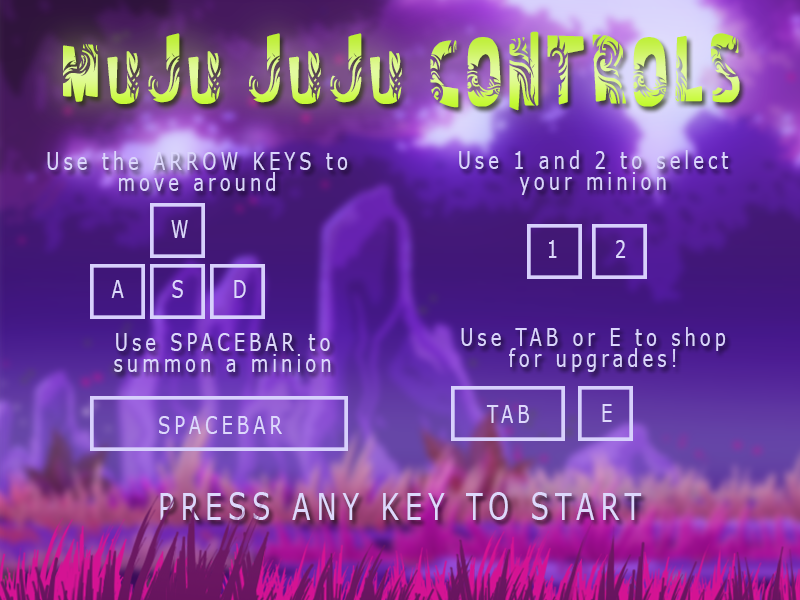 MuJu JuJu CONTROLS
Use the ARROW KEYS to
move around
W
A S D
Use 1 and 2 to select
your minion
1 2
Use SPACEBAR to
summon a minion
SPACEBAR
Use TAB or E to shop
for upgrades!
TAB E
PRESS ANY KEY TO START